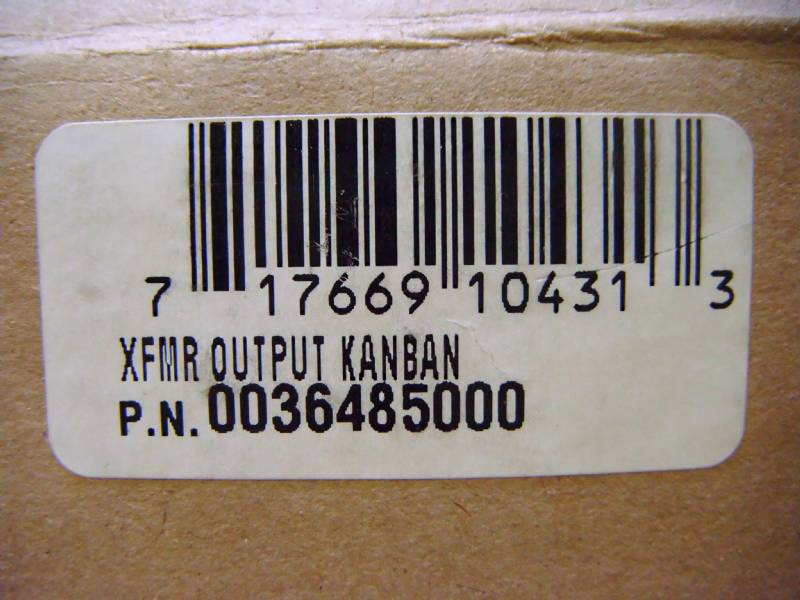 7 17669 10431 3
XFMR OUTPUT KANBAN
P.N. 0036485000